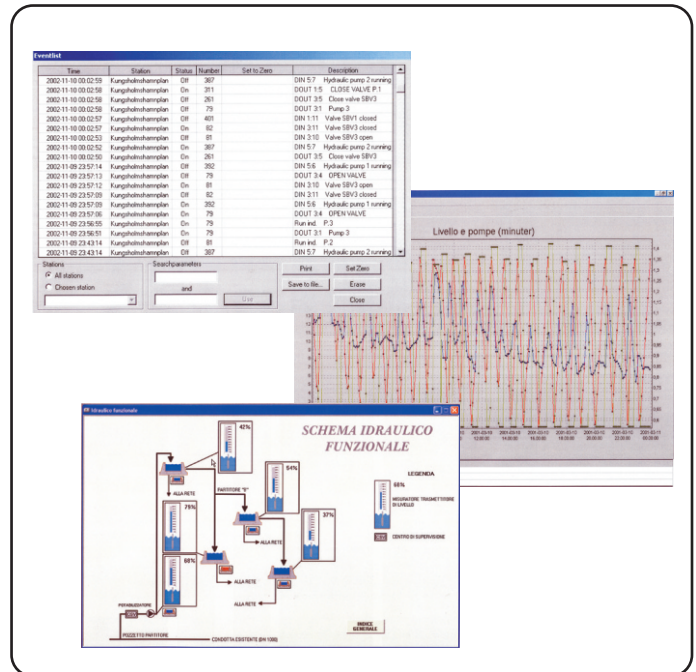 Eventlist
Time Station Status Number Set to Zero Description
2002-11-10 00:02:59 Kungsholmshamnplan Off 387 DIN 5:7 Hydraulic pump 2 running
2002-11-10 00:02:58 Kungsholmshamnplan On 311 DOUT 1:5 CLOSE VALVE P.1
2002-11-10 00:02:58 Kungsholmshamnplan Off 261 DOUT 3:5 Close valve SBV3
2002-11-10 00:02:58 Kungsholmshamnplan Off 79 DOUT 3:1 Pump 3
2002-11-10 00:02:57 Kungsholmshamnplan Off 401 DIN 1:11 Valve SBV1 closed
2002-11-10 00:02:57 Kungsholmshamnplan On 82 DIN 3:11 Valve SBV3 closed
2002-11-10 00:02:53 Kungsholmshamnplan Off 81 DIN 3:10 Valve SBV3 open
2002-11-10 00:02:52 Kungsholmshamnplan On 387 DIN 5:7 Hydraulic pump 2 running
2002-11-10 00:02:50 Kungsholmshamnplan On 261 DOUT 3:5 Close valve SBV3
2002-11-09 23:57:14 Kungsholmshamnplan Off 392 DIN 5:6 Hydraulic pump 1 running
2002-11-09 23:57:13 Kungsholmshamnplan Off 79 DOUT 3:4 OPEN VALVE
2002-11-09 23:57:12 Kungsholmshamnplan On 81 DIN 3:10 Valve SBV3 open
2002-11-09 23:57:09 Kungsholmshamnplan Off 82 DIN 3:11 Valve SBV3 closed
2002-11-09 23:57:09 Kungsholmshamnplan On 392 DIN 5:6 Hydraulic pump 1 running
2002-11-09 23:57:06 Kungsholmshamnplan On 79 DOUT 3:4 OPEN VALVE
2002-11-09 23:56:55 Kungsholmshamnplan On 79 Run ind. P.3
2002-11-09 23:56:51 Kungsholmshamnplan On 79 DOUT 3:1 Pump 3
2002-11-09 23:43:14 Kungsholmshamnplan Off 81 Run ind. P.2
2002-11-09 23:43:14 Kungsholmshamnplan Off 387 DIN 5:7 Hydraulic pump 2 running
Stations
All stations
Chosen station
Searchparameters
and
Print
Set Zero
Save to file...
Erase
Close
Livello e pompe (minuter)
Idraulico funzionale
SCHEMA IDRAULICO
FUNZIONALE
42%
54%
37%
75%
68%
ALLA RETE
PARTITORE "B"
ALLA RETE
ALLA RETE
ALLA RETE
POTABILIZZATORE
POZZETTO PARTITORE
CONDOTTA ESISTENTE (DN 1000)
LEGENDA
MISURATORE TRASMETTITORE
DI LIVELLO
CENTRO DI SUPERVISIONE
INDICE
GENERALE